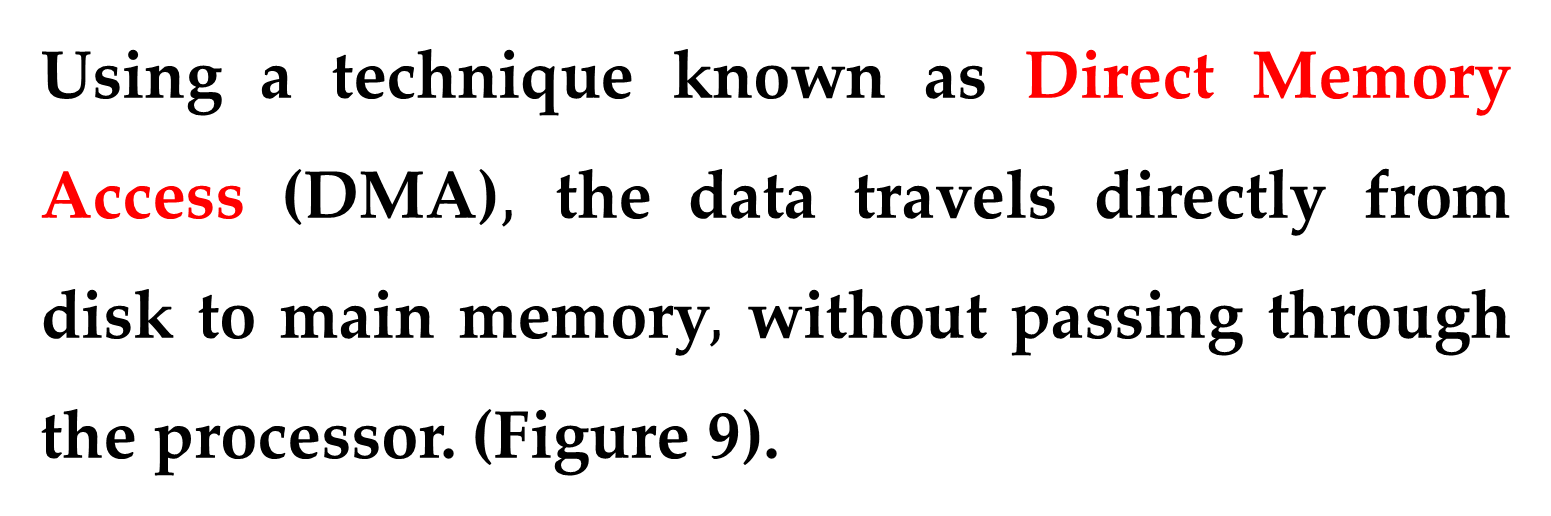 Using a technique known as Direct Memory
Access (DMA), the data travels directly from
disk to main memory, without passing through
the processor. (Figure 9).